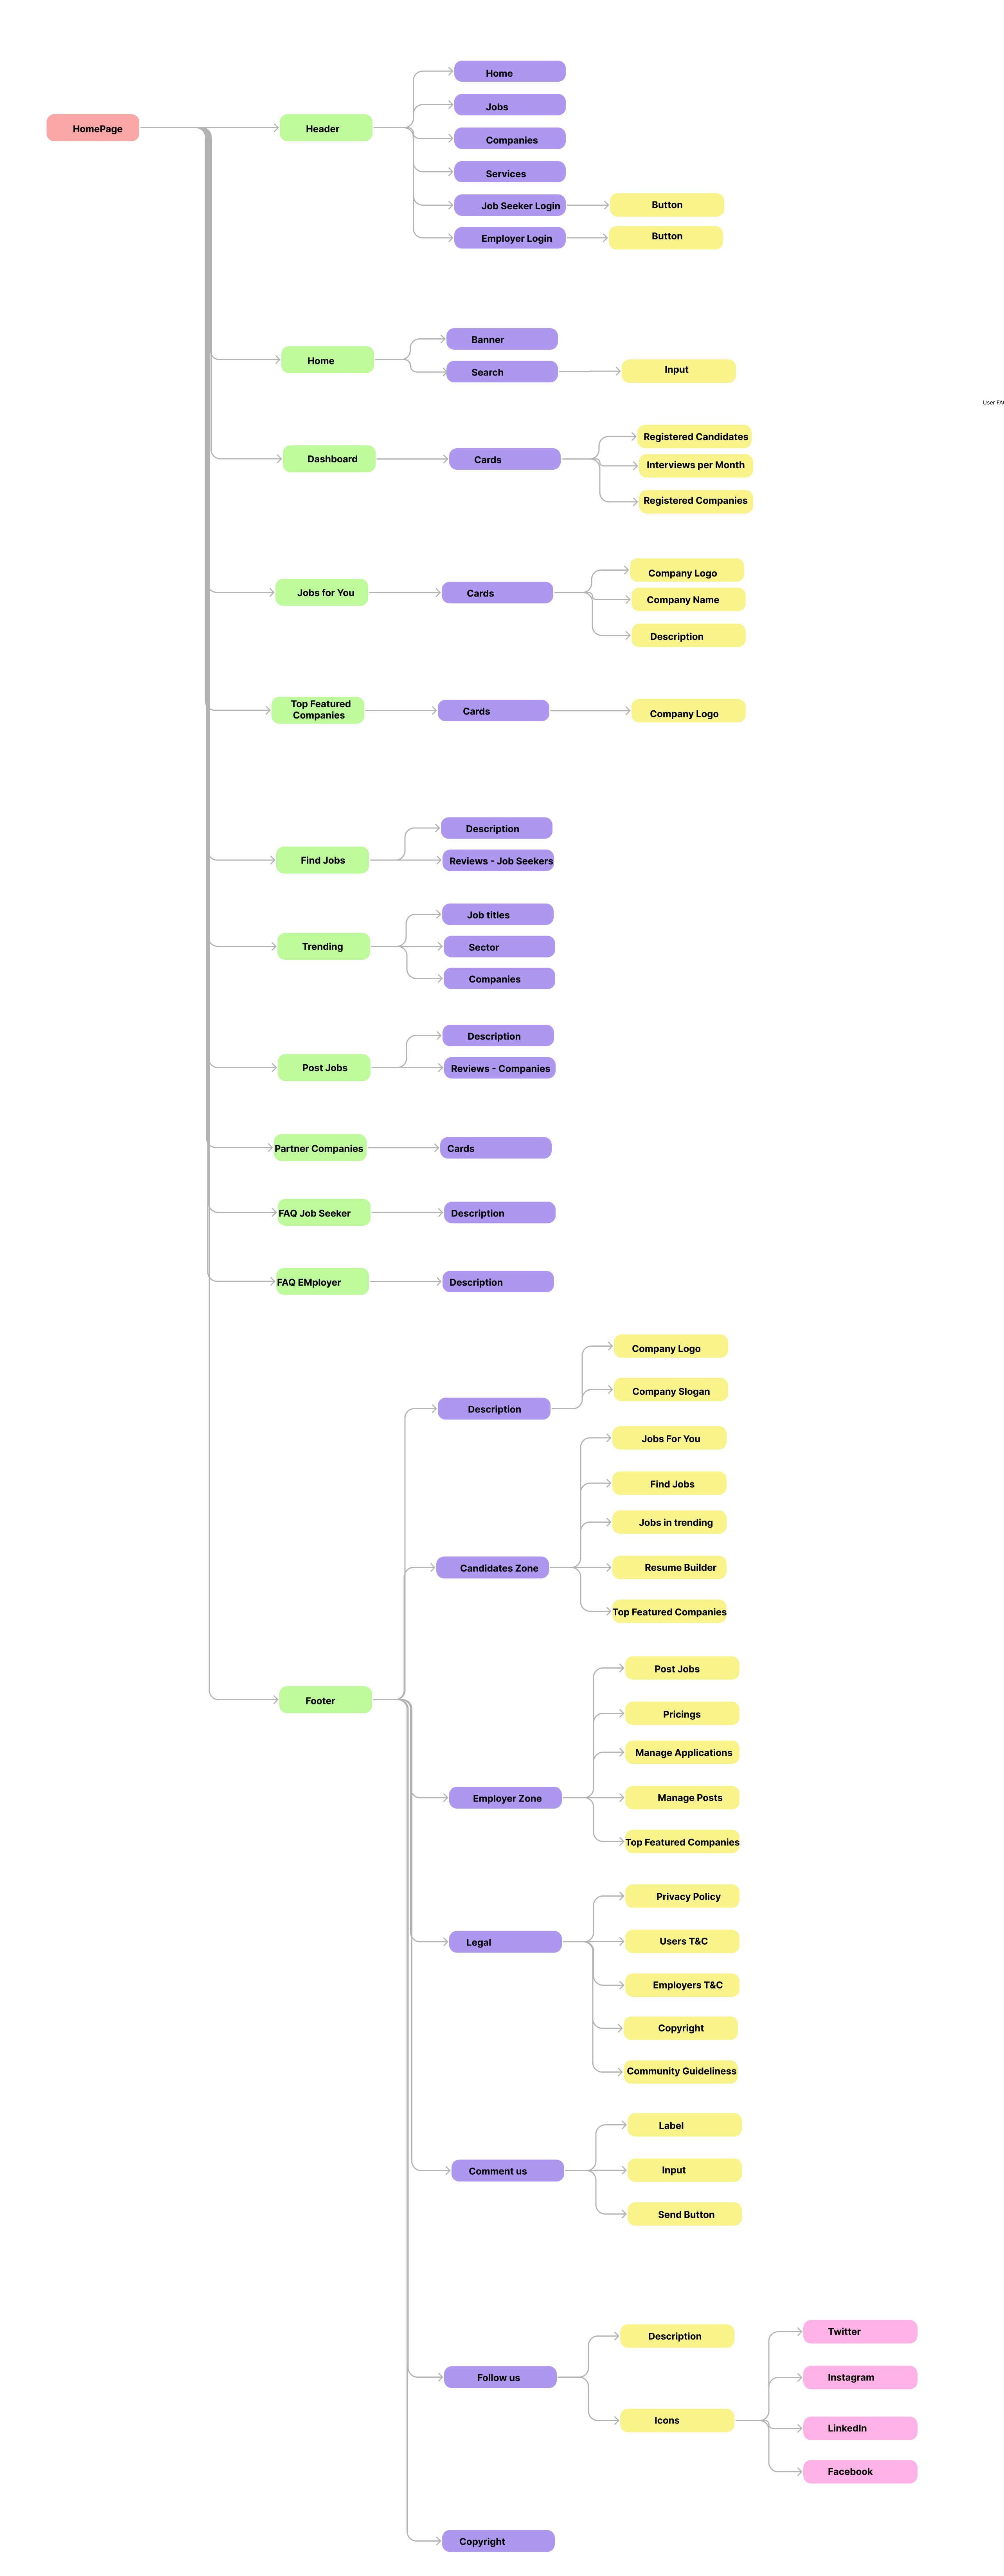 HomePage
Header
Home
Jobs
Companies
Services
Job Seeker Login
Button
Employer Login
Button
Home
Banner
Search
Input
User FA
Dashboard
Cards
Registered Candidates
Interviews per Month
Registered Companies
Jobs for You
Cards
Company Logo
Company Name
Description
Top Featured
Companies
Cards
Company Logo
Find Jobs
Description
Reviews - Job Seekers
Trending
Job titles
Sector
Companies
Post Jobs
Description
Reviews - Companies
Partner Companies
Cards
FAQ Job Seeker
Description
FAQ EMployer
Description
Footer
Description
Company Logo
Company Slogan
Candidates Zone
Jobs For You
Find Jobs
Jobs in trending
Resume Builder
Top Featured Companies
Employer Zone
Post Jobs
Pricings
Manage Applications
Manage Posts
Top Featured Companies
Legal
Privacy Policy
Users T&C
Employers T&C
Copyright
Community Guideliness
Comment us
Label
Input
Send Button
Follow us
Description
Icons
Twitter
Instagram
LinkedIn
Facebook
Copyright